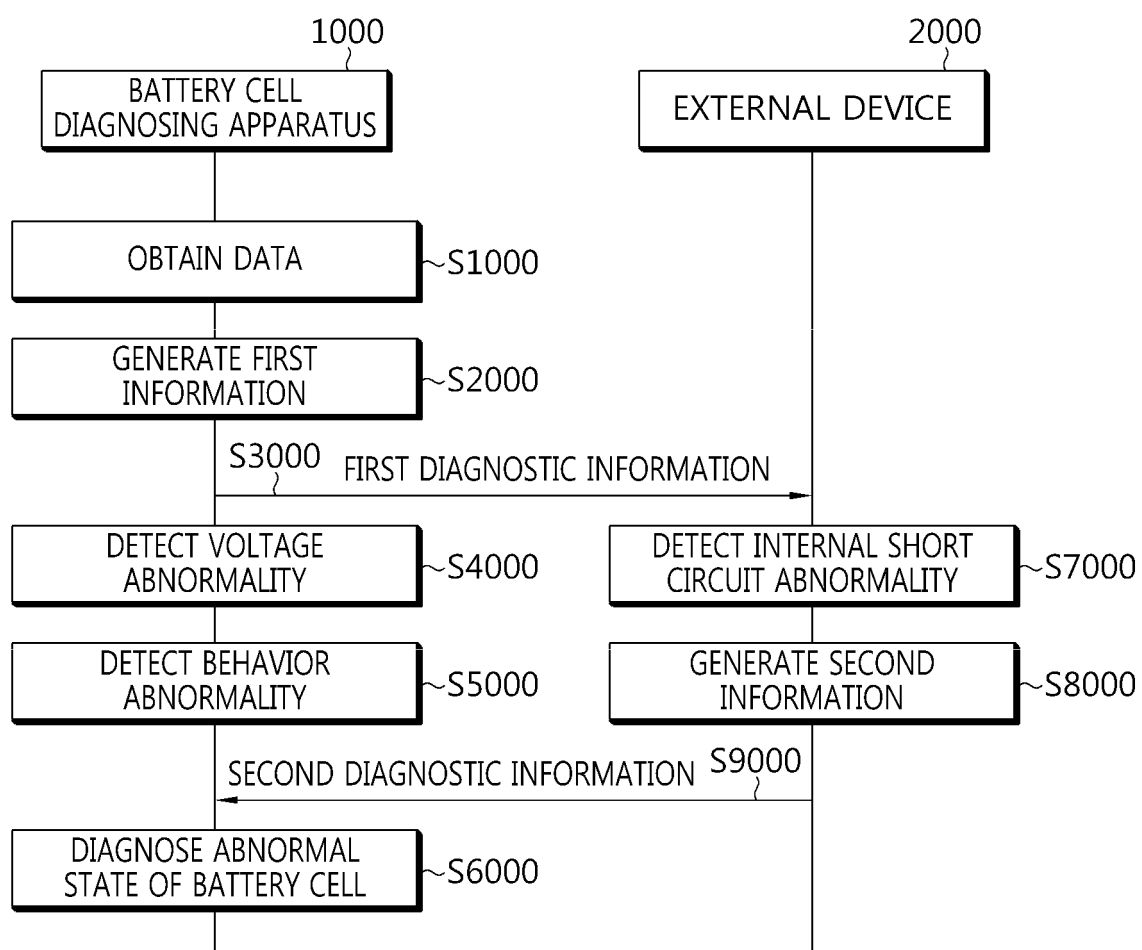 1000
2000
BATTERY CELL
DIAGNOSING APPARATUS
EXTERNAL DEVICE
OBTAIN DATA
S1000
GENERATE FIRST
INFORMATION
S2000
S3000
FIRST DIAGNOSTIC INFORMATION
DETECT VOLTAGE
ABNORMALITY
S4000
DETECT INTERNAL SHORT
CIRCUIT ABNORMALITY
S7000
DETECT BEHAVIOR
ABNORMALITY
S5000
GENERATE SECOND
INFORMATION
S8000
SECOND DIAGNOSTIC INFORMATION
S9000
DIAGNOSE ABNORMAL
STATE OF BATTERY CELL
S6000